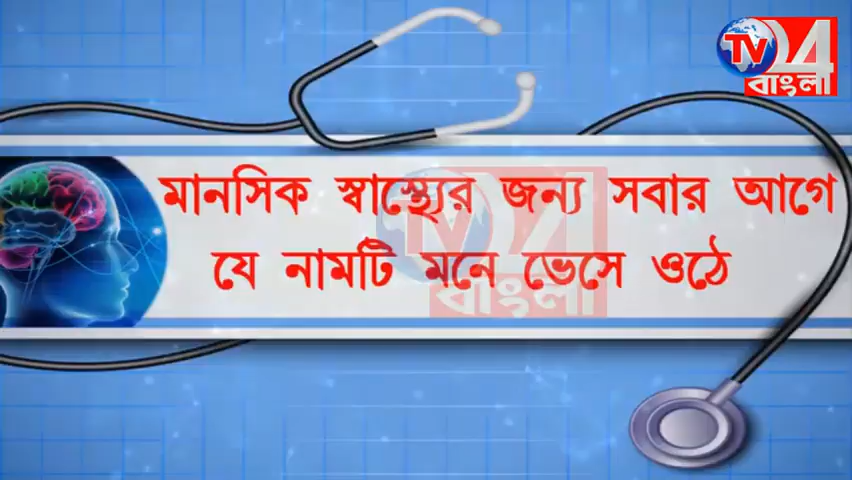 TV 24
বাংলা
মানসিক স্বাস্থ্যের জন্য সবার আগে
যে নামটি মনে ভেসে ওঠে